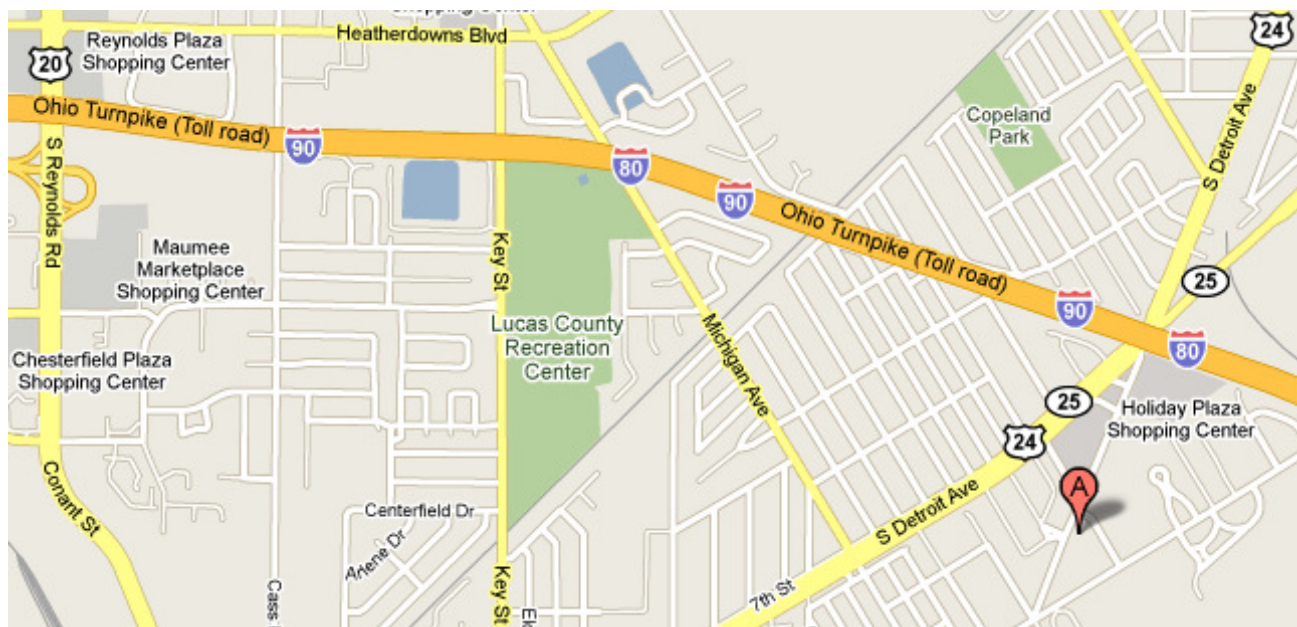 Shopping Center
24
Heatherdowns Blvd
Reynolds Plaza
Shopping Center
20
Ohio Turnpike (Toll road)
90
80
90
Copeland
Park
S Detroit Ave
S Reynolds Rd
Ohio Turnpike (Toll road)
Maumee
Marketplace
Shopping Center
Key St
25
90
80
Lucas County
Recreation
Center
Michigan Ave
Chesterfield Plaza
Shopping Center
25
Holiday Plaza
Shopping Center
24
A
Conant St
Centerfield Dr
Arlene Dr
S Detroit Ave
Key St
Cass
7th St